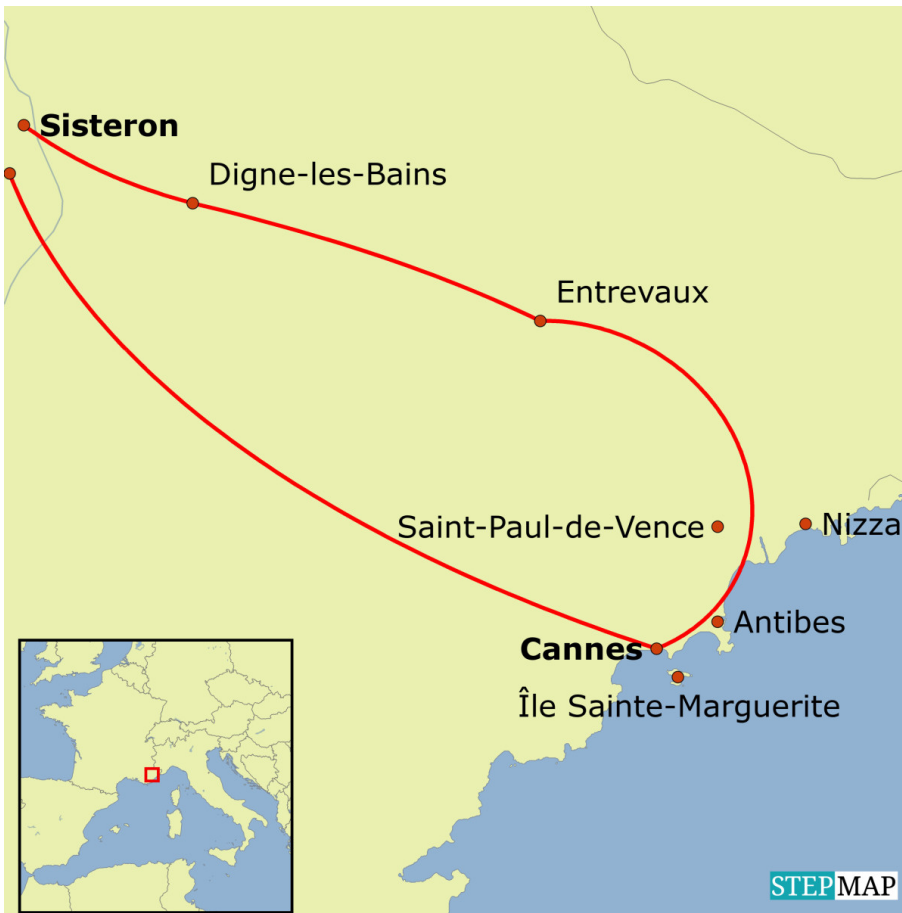 Sisteron
Digne-les-Bains
Entrevaux
Saint-Paul-de-Vence
Nizza
Antibes
Cannes
Île Sainte-Marguerite
STEPMAP